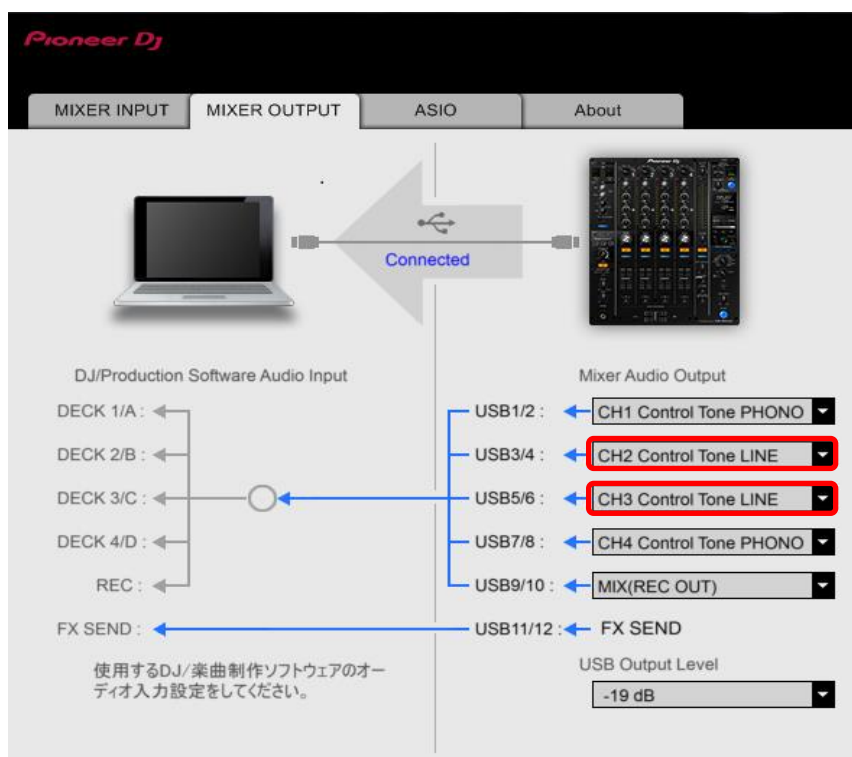 Pioneer Dj
MIXER INPUT
MIXER OUTPUT
ASIO
About
Connected
DJ/Production Software Audio Input
Mixer Audio Output
DECK 1/A :
USB1/2 :
CH1 Control Tone PHONO
DECK 2/B :
USB3/4 :
CH2 Control Tone LINE
DECK 3/C :
USB5/6 :
CH3 Control Tone LINE
DECK 4/D :
USB7/8 :
CH4 Control Tone PHONO
REC :
USB9/10 :
MIX(REC OUT)
FX SEND :
USB11/12 :
FX SEND
使用するDJ/楽曲制作ソフトウェアのオー
ディオ入力設定をしてください。
USB Output Level
-19 dB